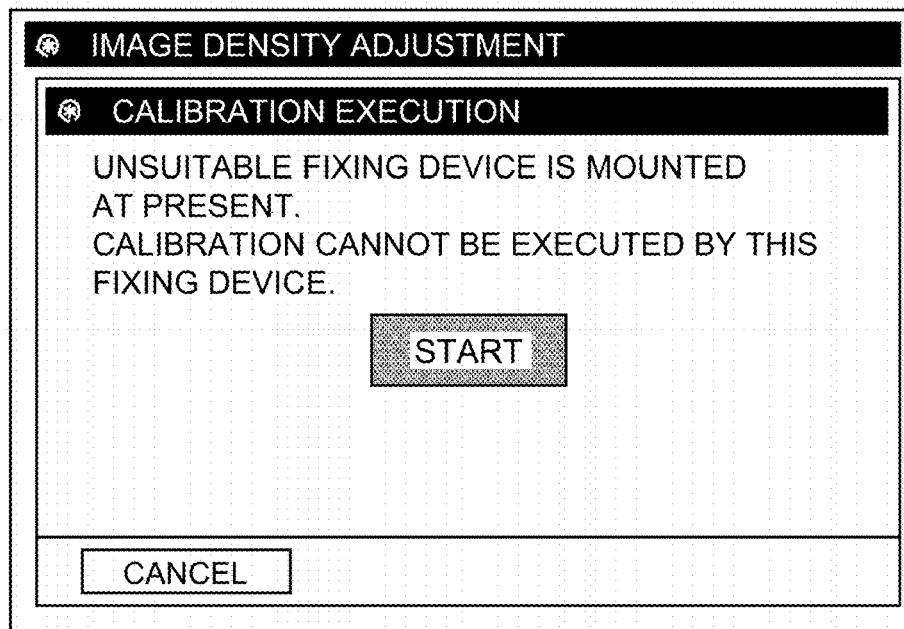 IMAGE DENSITY ADJUSTMENT
CALIBRATION EXECUTION
UNSUITABLE FIXING DEVICE IS MOUNTED
AT PRESENT.
CALIBRATION CANNOT BE EXECUTED BY THIS
FIXING DEVICE.
START
CANCEL